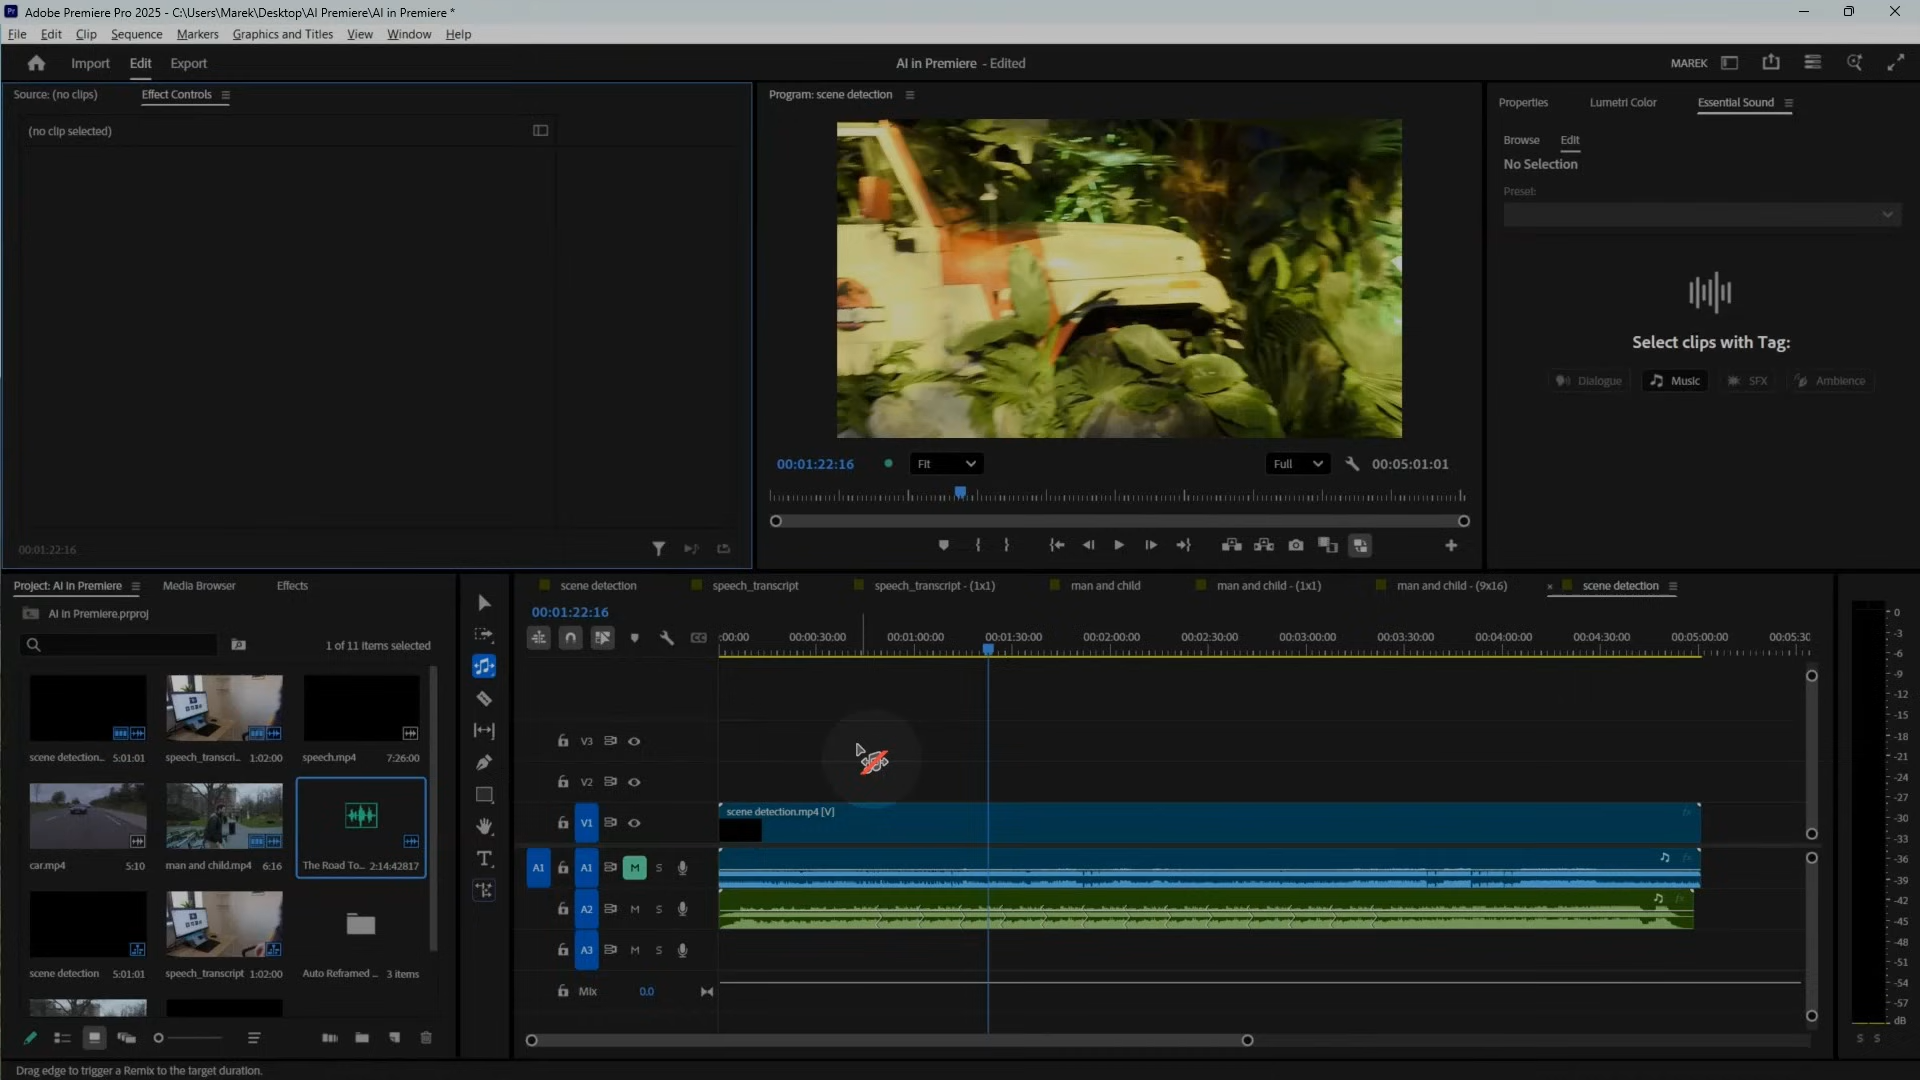 Adobe Premiere Pro 2025 - C:\Users\Marek\Desktop\AI Premiere\AI in Premiere *
File Edit Clip Sequence Markers Graphics and Titles View Window Help
Import Edit Export
AI in Premiere - Edited
MAREK
Source: (no clips) Effect Controls
(no clip selected)
00:01:22:16
Program: scene detection
00:01:22:16 Fit Full 00:05:01:01
Properties Lumetri Color Essential Sound
Browse Edit
No Selection
Preset:
Select clips with Tag:
Dialogue Music SFX Ambience
Project: AI in Premiere Media Browser Effects
AI in Premiere.prproj
1 of 11 items selected
scene detection... 5:01:01 speech_transcri... 1:02:00 speech.mp4 7:26:00
car.mp4 5:10 man and child.mp4 6:16 The Road To... 2:14:42817
scene detection 5:01:01 speech_transcript 1:02:00 Auto Reframed ... 3 items
scene detection speech_transcript speech_transcript - (1x1) man and child man and child - (1x1) man and child - (9x16) × scene detection
00:01:22:16
:00:00 00:00:30:00 00:01:00:00 00:01:30:00 00:02:00:00 00:02:30:00 00:03:00:00 00:03:30:00 00:04:00:00 00:04:30:00 00:05:00:00 00:05:30
V3
V2
V1 scene detection.mp4 [V] fx
A1 A1 M S fx
A2 M S fx
A3 M S
Mix 0.0
0
-3
-6
-9
-12
-15
-18
-21
-24
-27
-30
-33
-36
-39
-42
-45
-48
-51
-54
-57
dB
S S
Drag edge to trigger a Remix to the target duration.